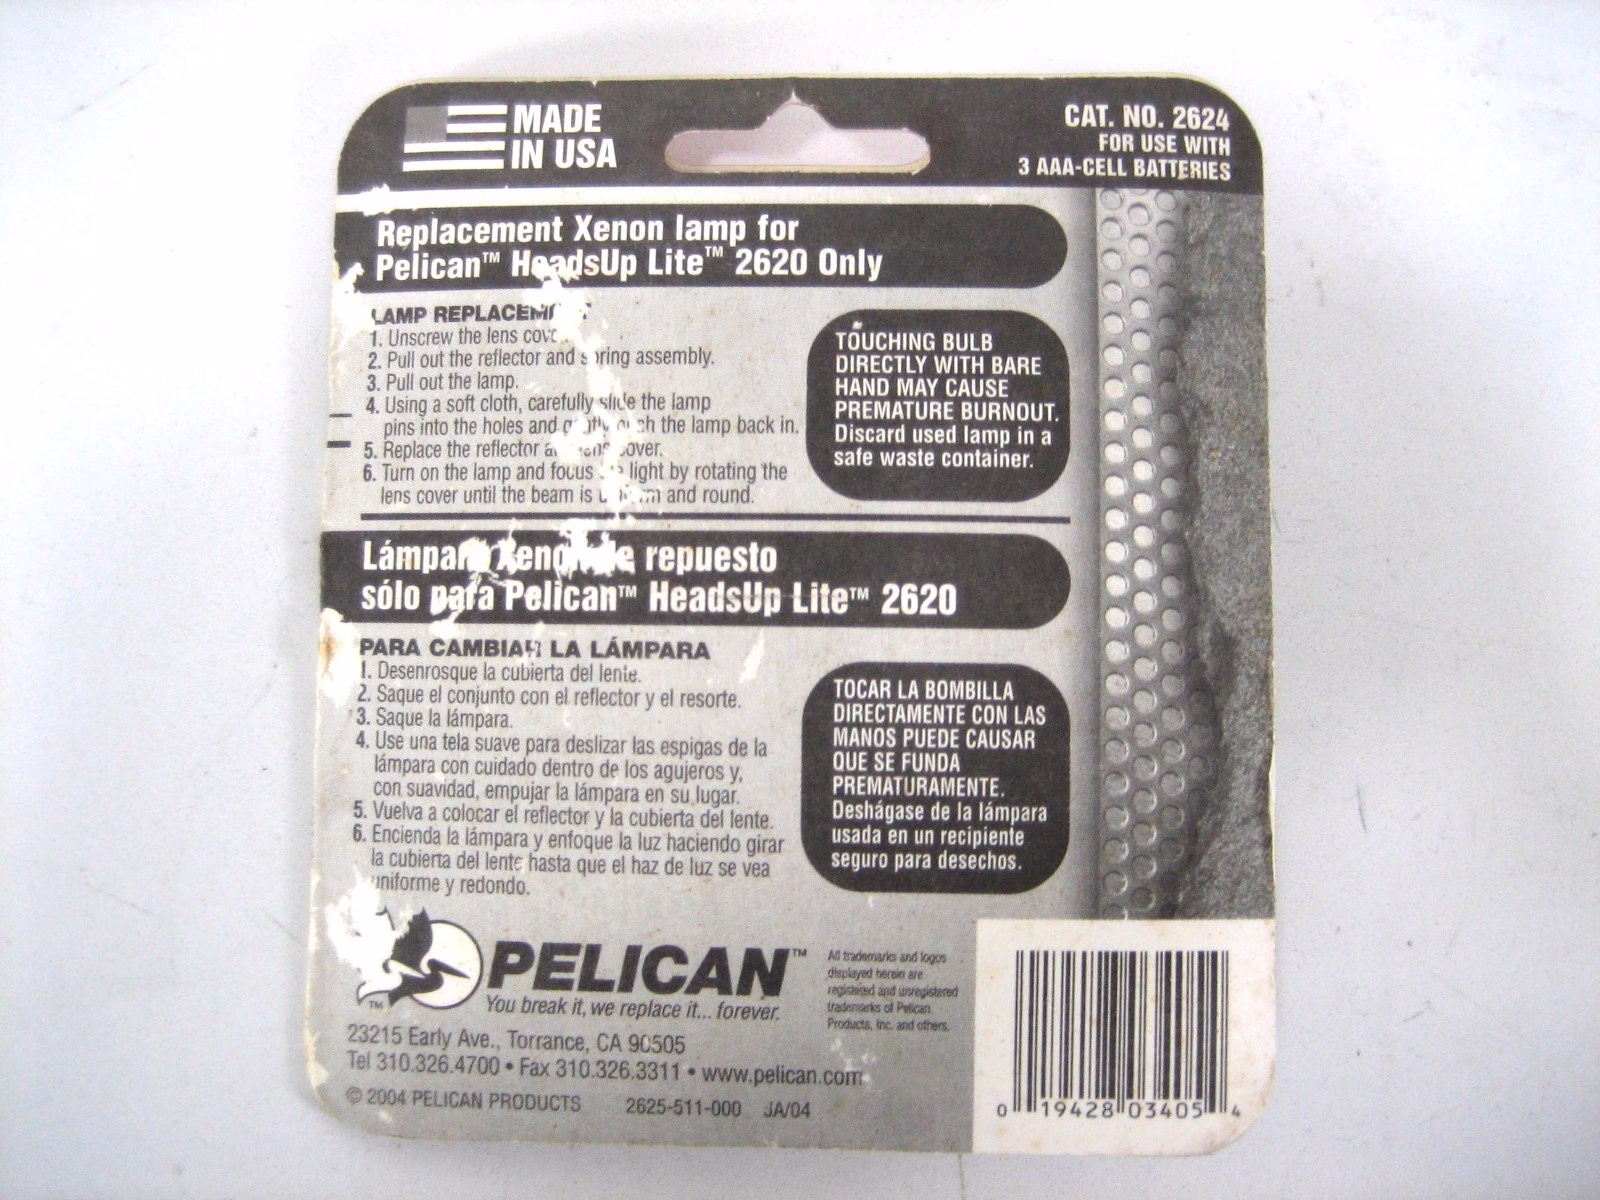 MADE
IN USA
CAT. NO. 2624
FOR USE WITH
3 AAA-CELL BATTERIES
Replacement Xenon lamp for
Pelican™ HeadsUp Lite™ 2620 Only
LAMP REPLACEMENT
1. Unscrew the lens cover.
2. Pull out the reflector and spring assembly.
3. Pull out the lamp.
4. Using a soft cloth, carefully slide the lamp
pins into the holes and gently push the lamp back in.
5. Replace the reflector and lens cover.
6. Turn on the lamp and focus the light by rotating the
lens cover until the beam is uniform and round.
TOUCHING BULB
DIRECTLY WITH BARE
HAND MAY CAUSE
PREMATURE BURNOUT.
Discard used lamp in a
safe waste container.
Lámpara Xenon de repuesto
sólo para Pelican™ HeadsUp Lite™ 2620
PARA CAMBIAR LA LÁMPARA
1. Desenrosque la cubierta del lente.
2. Saque el conjunto con el reflector y el resorte.
3. Saque la lámpara.
4. Use una tela suave para deslizar las espigas de la
lámpara con cuidado dentro de los agujeros y,
con suavidad, empujar la lámpara en su lugar.
5. Vuelva a colocar el reflector y la cubierta del lente.
6. Encienda la lámpara y enfoque la luz haciendo girar
la cubierta del lente hasta que el haz de luz se vea
uniforme y redondo.
TOCAR LA BOMBILLA
DIRECTAMENTE CON LAS
MANOS PUEDE CAUSAR
QUE SE FUNDA
PREMATURAMENTE.
Deshágase de la lámpara
usada en un recipiente
seguro para desechos.
PELICAN™
TM
You break it, we replace it... forever.
All trademarks and logos
displayed herein are
registered and unregistered
trademarks of Pelican
Products, Inc. and others.
23215 Early Ave., Torrance, CA 90505
Tel 310.326.4700 • Fax 310.326.3311 • www.pelican.com
© 2004 PELICAN PRODUCTS 2625-511-000 JA/04
0 19428 03405 4